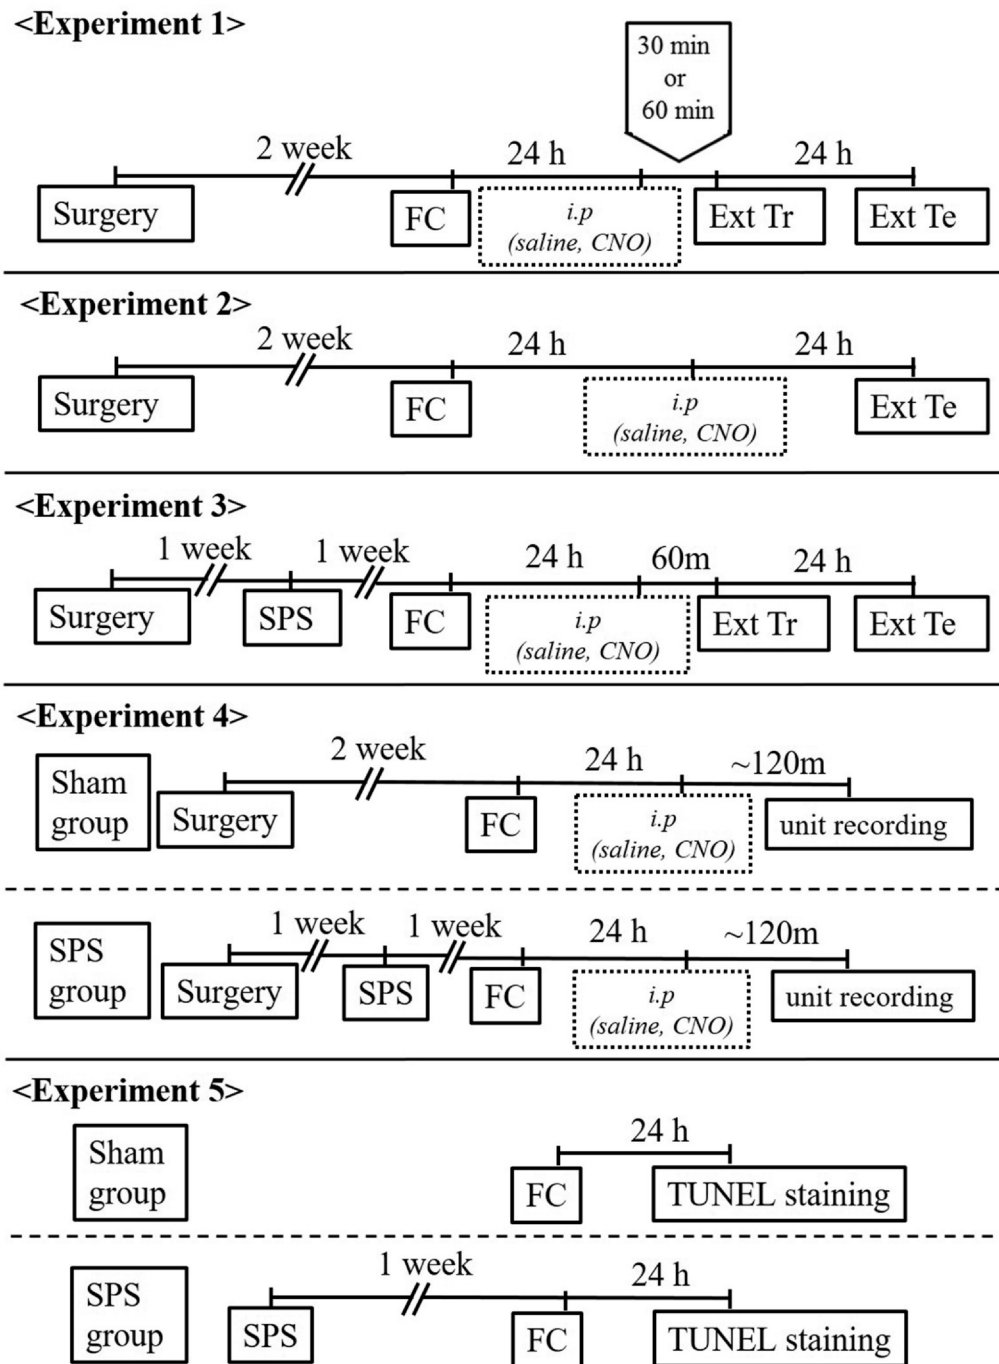 <Experiment 1>
30 min
or
60 min
2 week
24 h
24 h
Surgery
FC
i.p
(saline, CNO)
Ext Tr
Ext Te
<Experiment 2>
2 week
24 h
24 h
Surgery
FC
i.p
(saline, CNO)
Ext Te
<Experiment 3>
1 week
1 week
24 h
60m
24 h
Surgery
SPS
FC
i.p
(saline, CNO)
Ext Tr
Ext Te
<Experiment 4>
Sham
group
2 week
24 h
~120m
Surgery
FC
i.p
(saline, CNO)
unit recording
SPS
group
1 week
1 week
24 h
~120m
Surgery
SPS
FC
i.p
(saline, CNO)
unit recording
<Experiment 5>
Sham
group
24 h
FC
TUNEL staining
SPS
group
1 week
24 h
SPS
FC
TUNEL staining